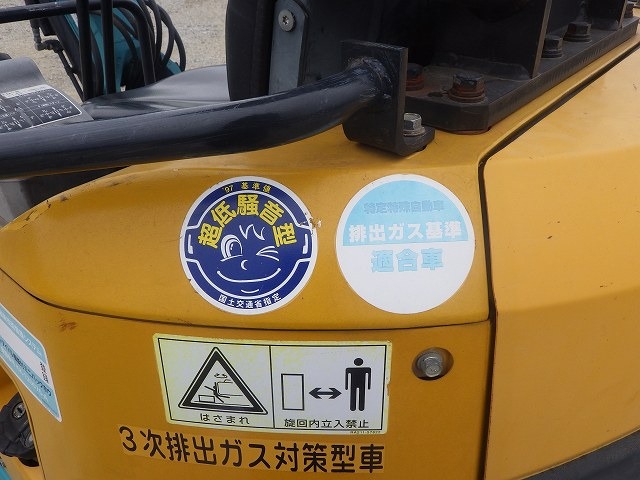 '97 基準値
超低騒音型
国土交通省指定
特定特殊自動車
排出ガス基準
適合車
はさまれ
旋回内立入禁止
3次排出ガス対策型車